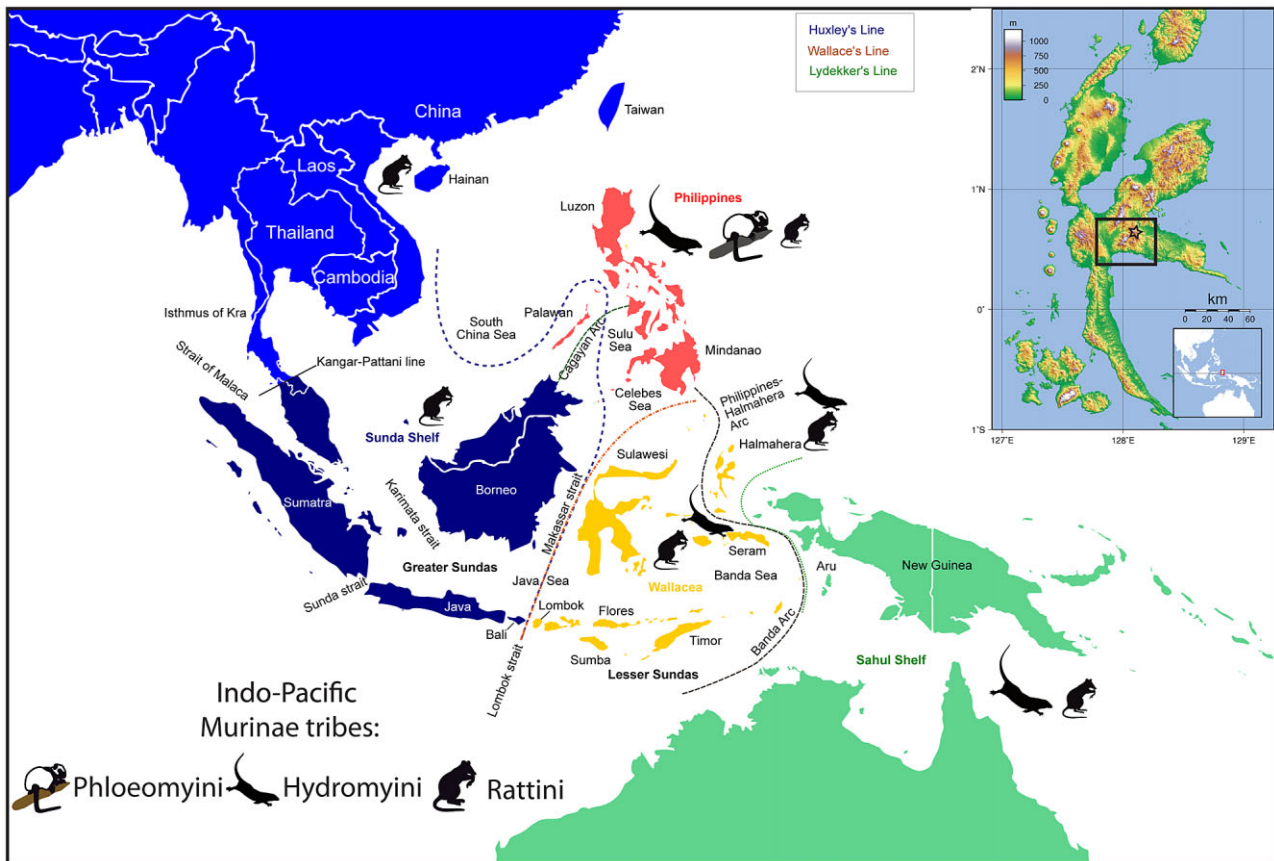 Huxley's Line
Wallace's Line
Lydekker's Line
m
1000
750
500
250
0
2°N
1°N
0°
1°S
127°E
128°E
129°E
km
0 20 40 60
China
Taiwan
Laos
Hainan
Thailand
Cambodia
Luzon
Philippines
Isthmus of Kra
South
China Sea
Palawan
Cagayan Arc
Sulu
Sea
Mindanao
Strait of Malaca
Kangar-Pattani line
Celebes
Sea
Philippines-
Halmahera
Arc
Halmahera
Sunda Shelf
Sulawesi
Borneo
Sumatra
Karimata strait
Makassar strait
Seram
Banda Sea
Aru
New Guinea
Greater Sundas
Java Sea
Wallacea
Sunda strait
Java
Bali
Lombok
Flores
Timor
Sumba
Lesser Sundas
Banda Arc
Lombok strait
Sahul Shelf
Indo-Pacific
Murinae tribes:
Phloeomyini Hydromyini Rattini